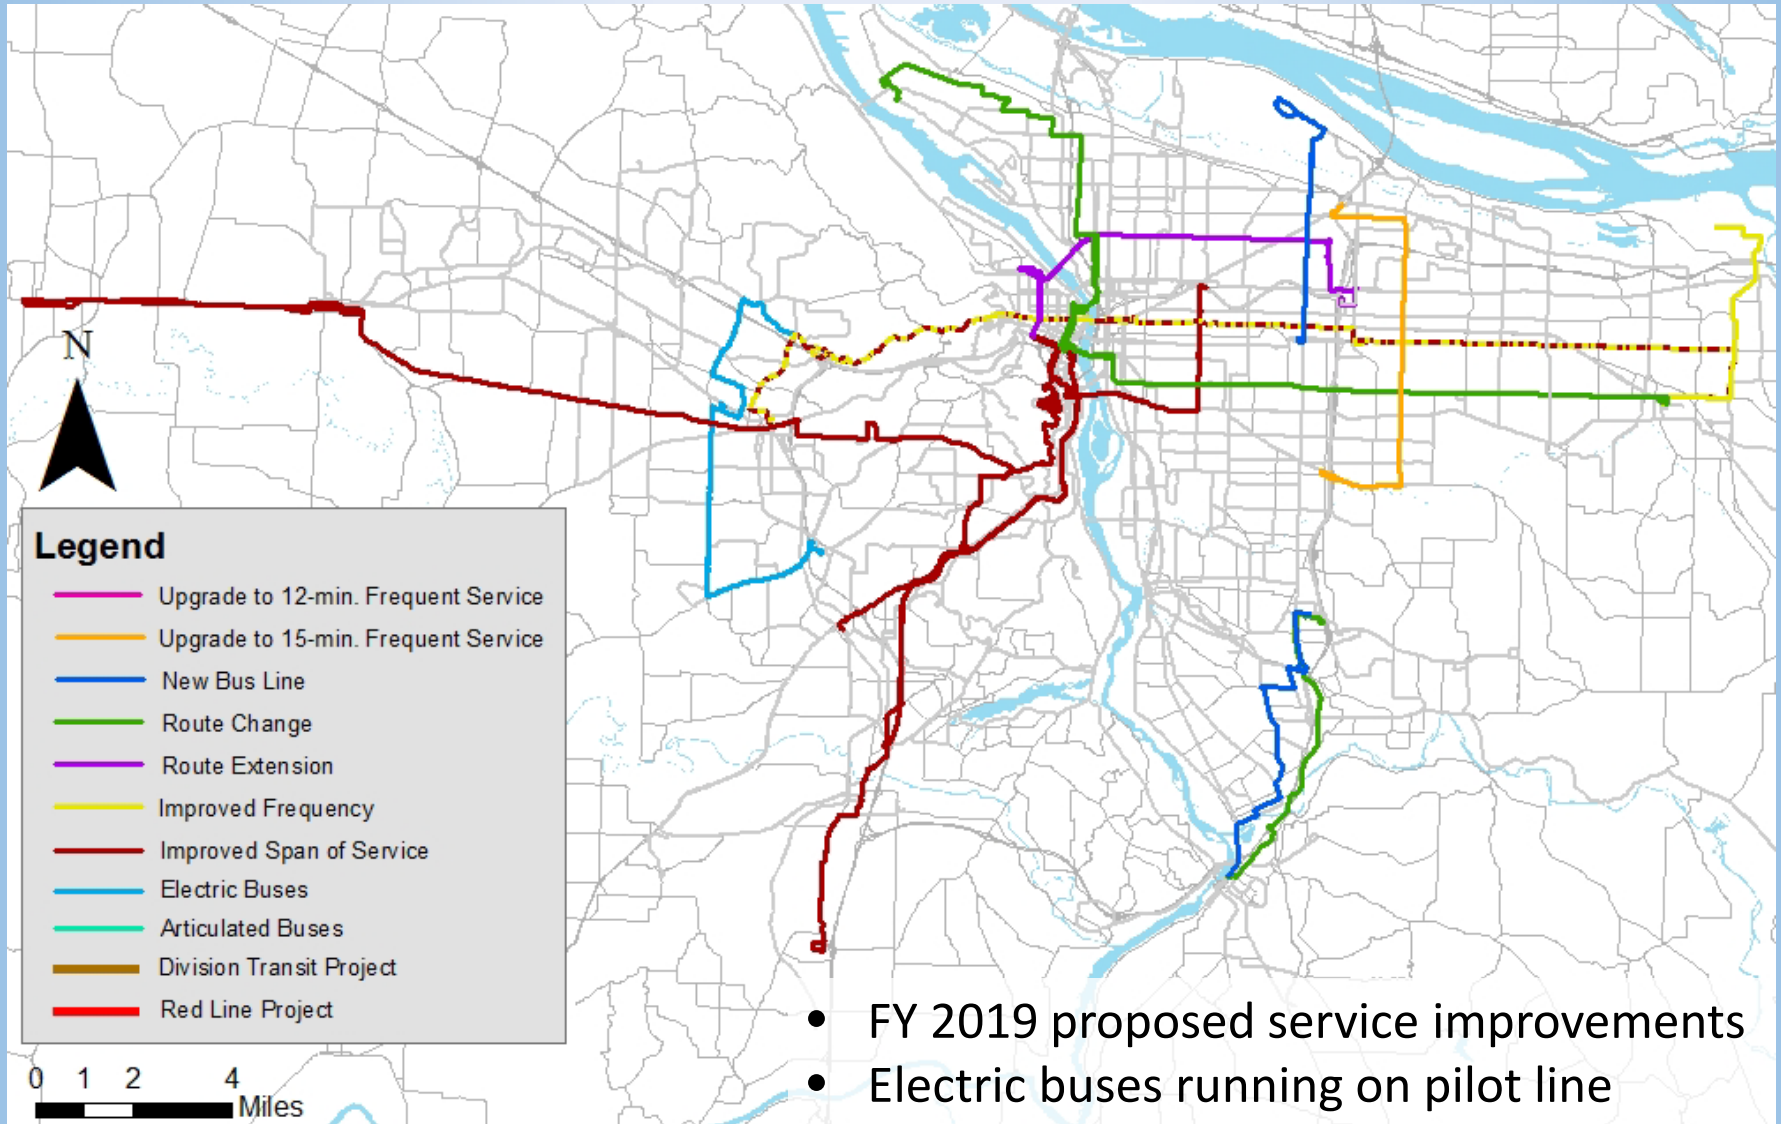 N
Legend
Upgrade to 12-min. Frequent Service
Upgrade to 15-min. Frequent Service
New Bus Line
Route Change
Route Extension
Improved Frequency
Improved Span of Service
Electric Buses
Articulated Buses
Division Transit Project
Red Line Project
0 1 2 4
Miles
• FY 2019 proposed service improvements
• Electric buses running on pilot line